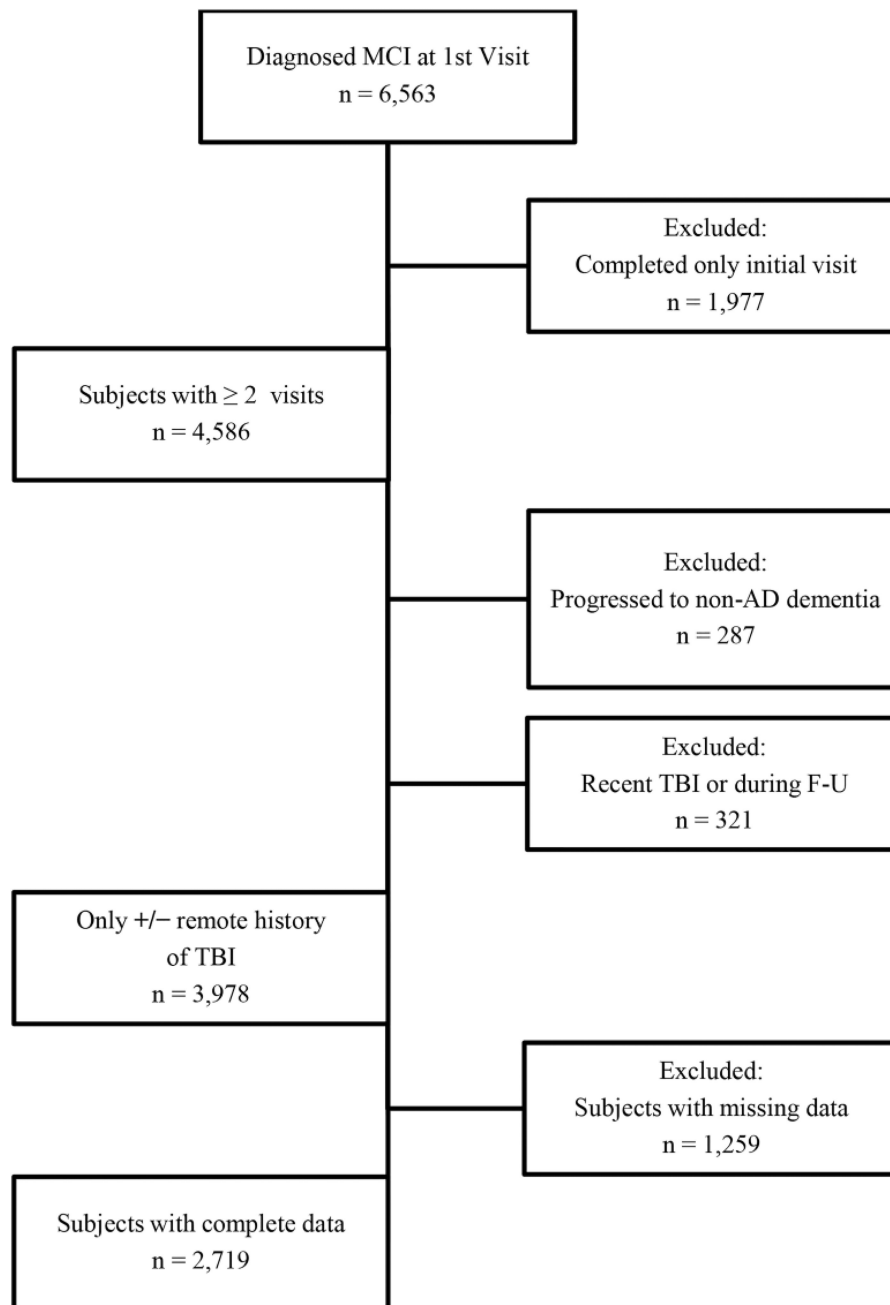 Diagnosed MCI at 1st Visit
n = 6,563
Excluded:
Completed only initial visit
n = 1,977
Subjects with ≥ 2 visits
n = 4,586
Excluded:
Progressed to non-AD dementia
n = 287
Excluded:
Recent TBI or during F-U
n = 321
Only +/− remote history
of TBI
n = 3,978
Excluded:
Subjects with missing data
n = 1,259
Subjects with complete data
n = 2,719